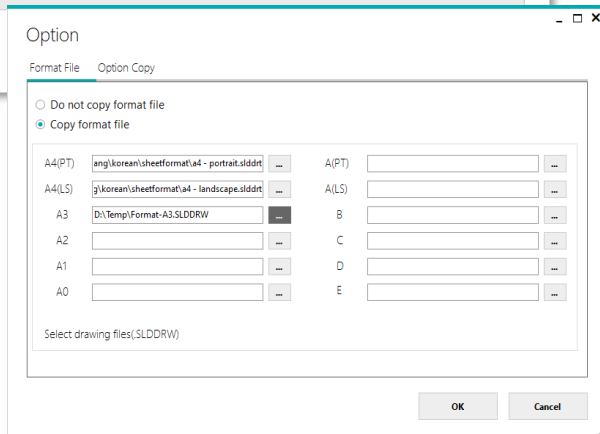 Option
Format File Option Copy
Do not copy format file
Copy format file
A4(PT) ang\korean\sheetformat\a4 - portrait.slddrt ... A(PT) ...
A4(LS) g\korean\sheetformat\a4 - landscape.slddrt ... A(LS) ...
A3 D:\Temp\Format-A3.SLDDRW ... B ...
A2 ... C ...
A1 ... D ...
A0 ... E ...
Select drawing files(.SLDDRW)
OK Cancel